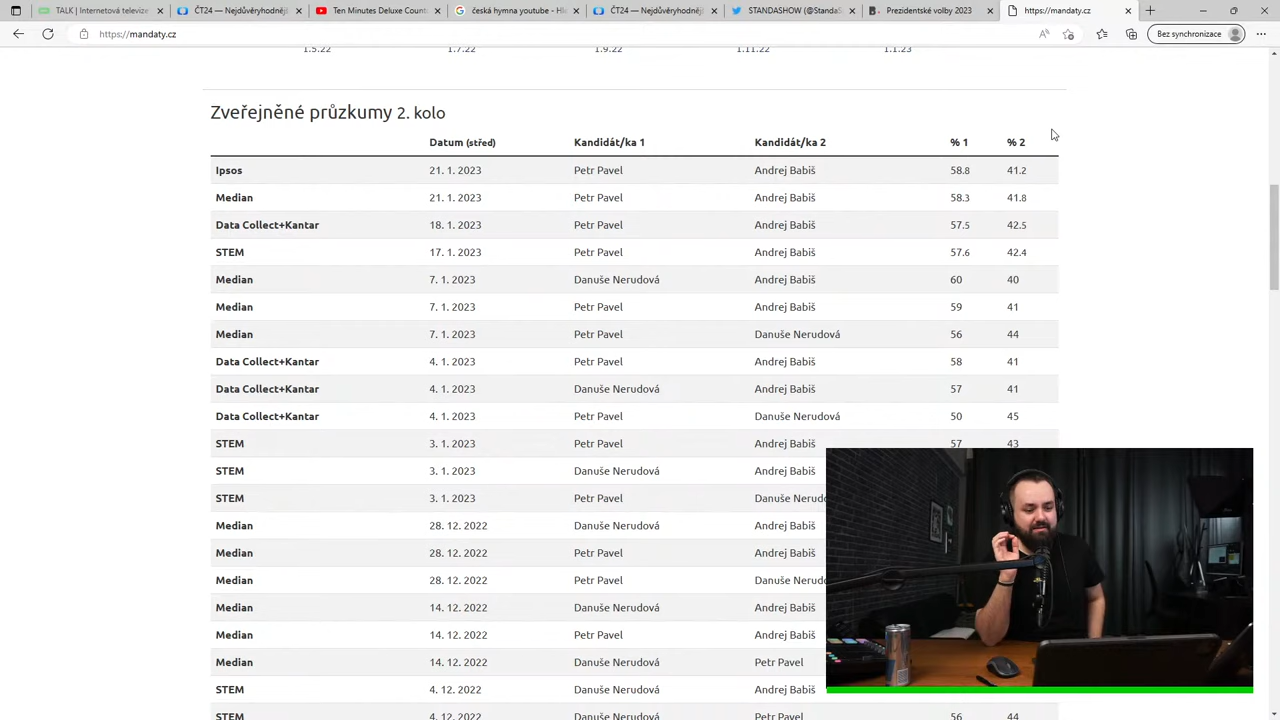 TALK | Internetová televize
ČT24 — Nejdůvěryhodněj
Ten Minutes Deluxe Count
česká hymna youtube - Hle
ČT24 — Nejdůvěryhodněj
STANDASHOW (@StandaS
Prezidentské volby 2023
https://mandaty.cz
https://mandaty.cz
Bez synchronizace
1.5.22 1.7.22 1.9.22 1.11.22 1.1.23
Zveřejněné průzkumy 2. kolo
Datum (střed) Kandidát/ka 1 Kandidát/ka 2 % 1 % 2
Ipsos 21. 1. 2023 Petr Pavel Andrej Babiš 58.8 41.2
Median 21. 1. 2023 Petr Pavel Andrej Babiš 58.3 41.8
Data Collect+Kantar 18. 1. 2023 Petr Pavel Andrej Babiš 57.5 42.5
STEM 17. 1. 2023 Petr Pavel Andrej Babiš 57.6 42.4
Median 7. 1. 2023 Danuše Nerudová Andrej Babiš 60 40
Median 7. 1. 2023 Petr Pavel Andrej Babiš 59 41
Median 7. 1. 2023 Petr Pavel Danuše Nerudová 56 44
Data Collect+Kantar 4. 1. 2023 Petr Pavel Andrej Babiš 58 41
Data Collect+Kantar 4. 1. 2023 Danuše Nerudová Andrej Babiš 57 41
Data Collect+Kantar 4. 1. 2023 Petr Pavel Danuše Nerudová 50 45
STEM 3. 1. 2023 Petr Pavel Andrej Babiš 57 43
STEM 3. 1. 2023 Danuše Nerudová Andrej Babiš
STEM 3. 1. 2023 Petr Pavel Danuše Nerudo
Median 28. 12. 2022 Danuše Nerudová Andrej Babiš
Median 28. 12. 2022 Petr Pavel Andrej Babiš
Median 28. 12. 2022 Petr Pavel Danuše Nerudo
Median 14. 12. 2022 Danuše Nerudová Andrej Babiš
Median 14. 12. 2022 Petr Pavel Andrej Babiš
Median 14. 12. 2022 Danuše Nerudová Petr Pavel
STEM 4. 12. 2022 Danuše Nerudová Andrej Babiš
STEM 4. 12. 2022 Danuše Nerudová Petr Pavel 56 44